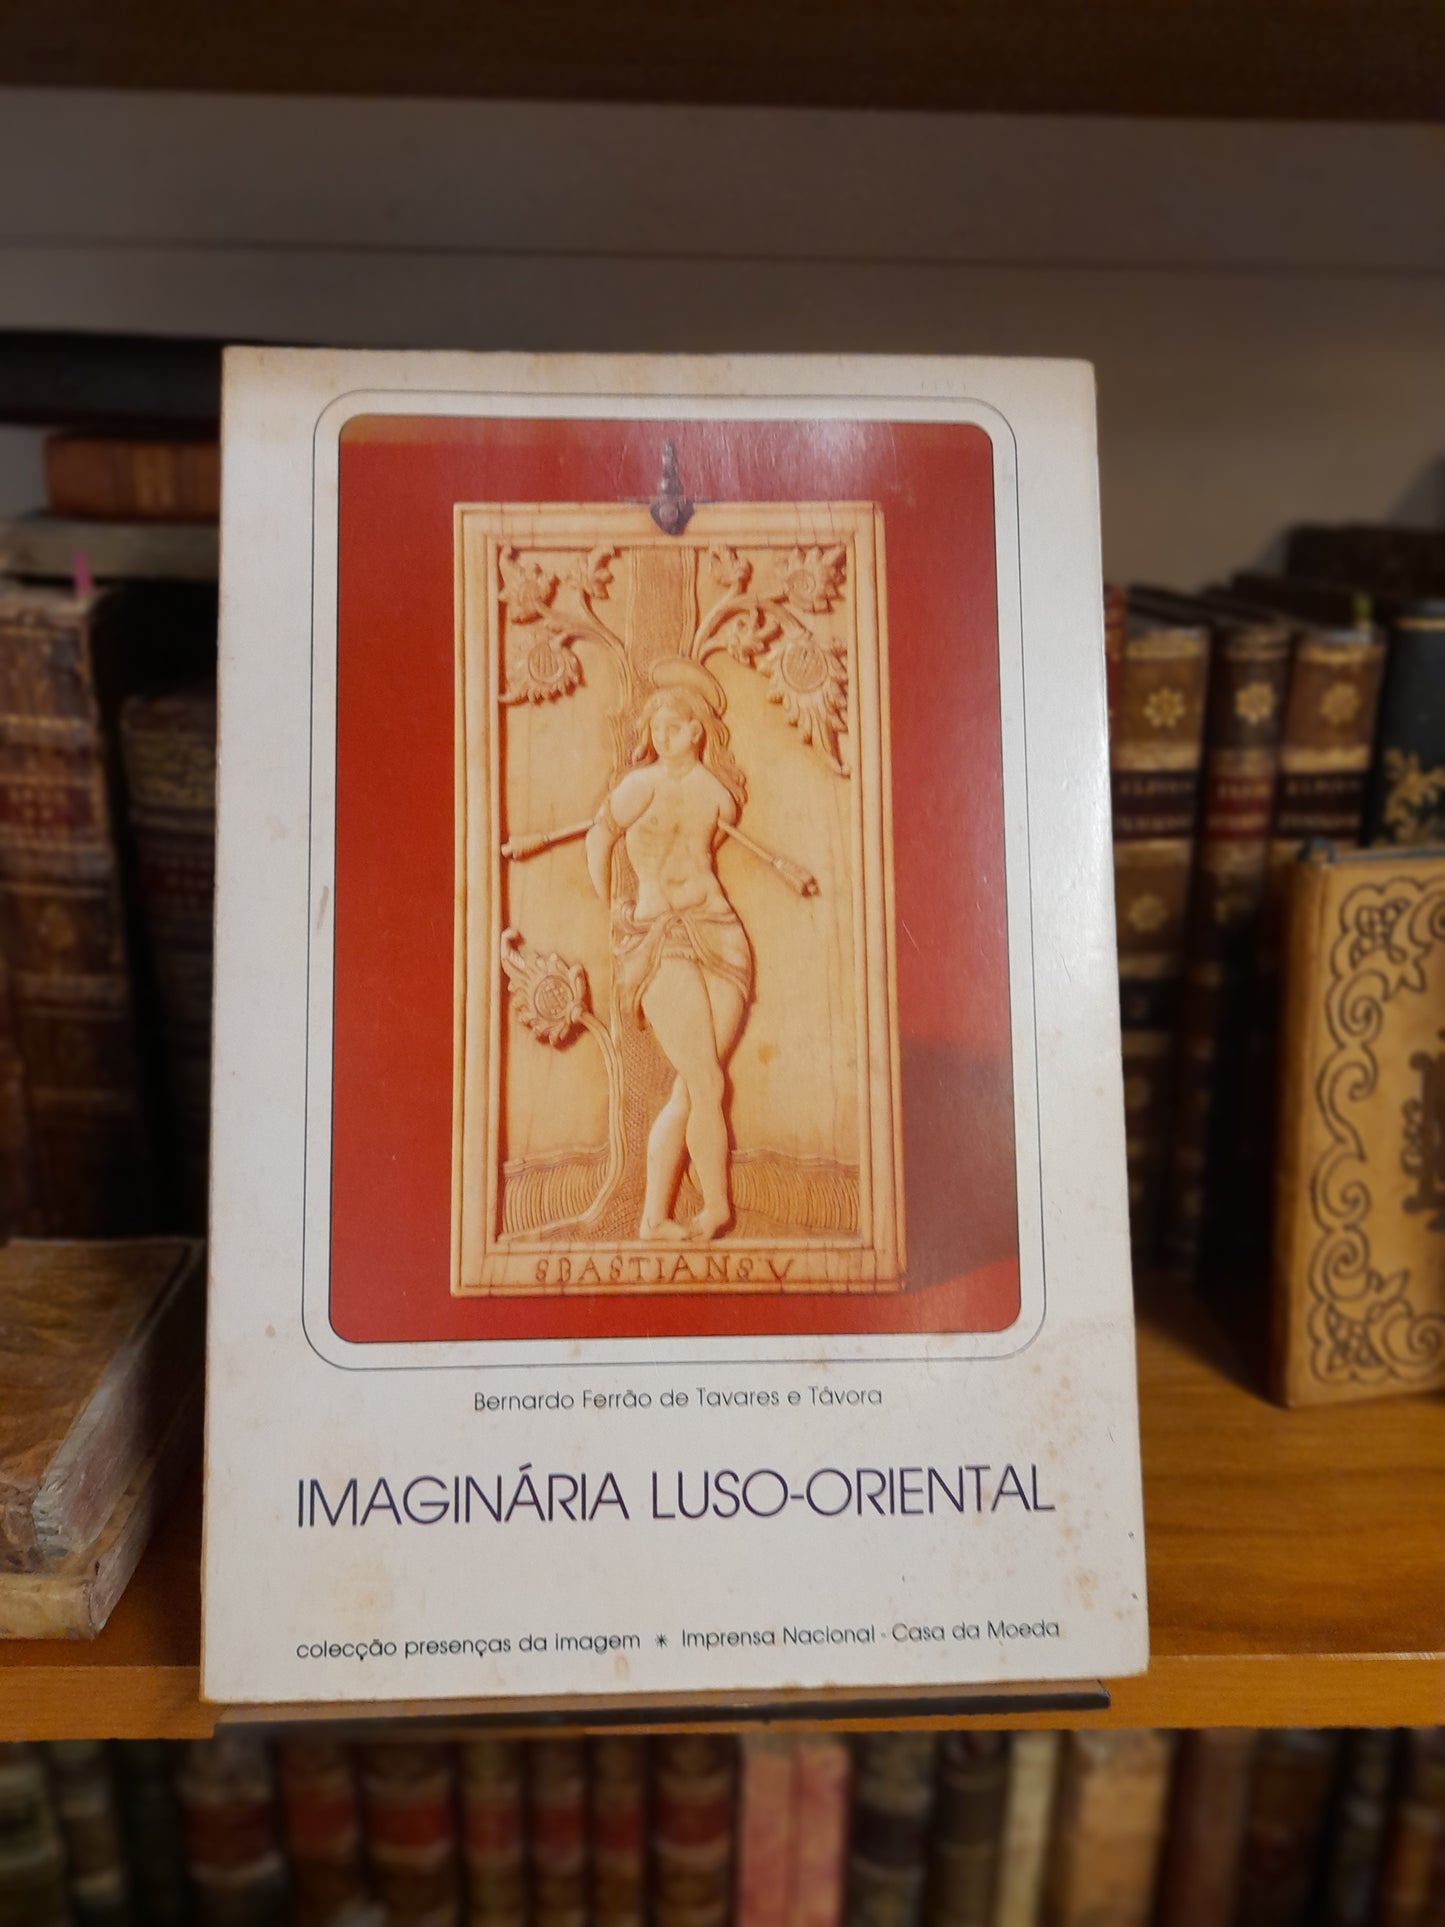 SBASTIANSV
Bernardo Ferrão de Tavares e Távora
IMAGINÁRIA LUSO-ORIENTAL
colecção presenças da imagem * Imprensa Nacional - Casa da Moeda